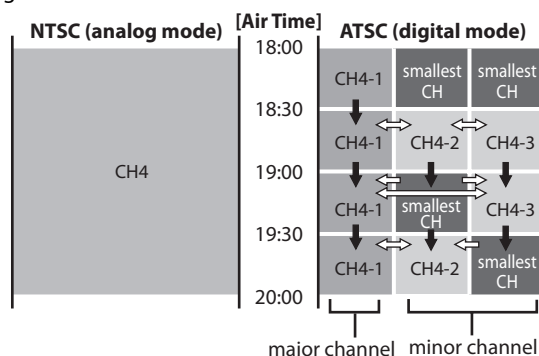 NTSC (analog mode)
[Air Time]
ATSC (digital mode)
18:00
CH4-1
smallest
CH
smallest
CH
18:30
CH4-1
CH4-2
CH4-3
CH4
19:00
CH4-1
smallest
CH
CH4-3
19:30
CH4-1
CH4-2
smallest
CH
20:00
major channel
minor channel